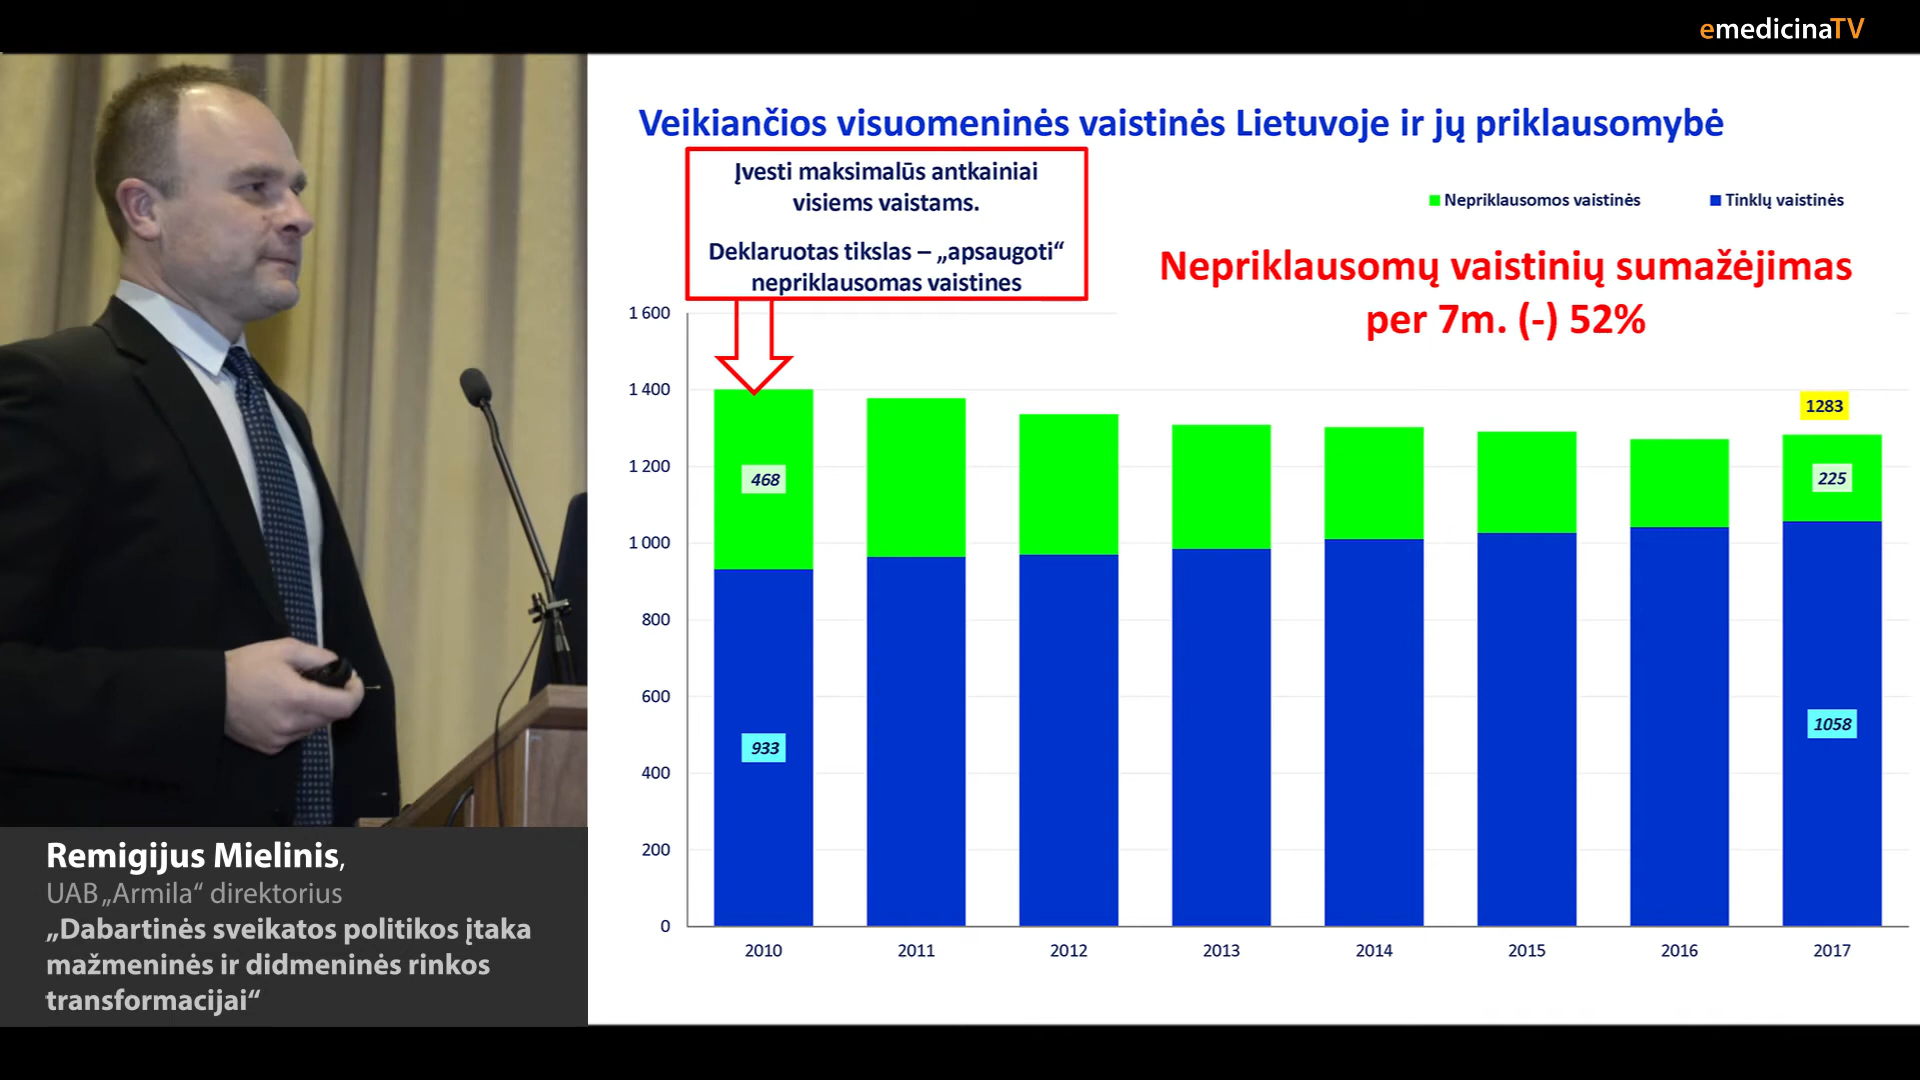 emedicinaTV
Veikiančios visuomeninės vaistinės Lietuvoje ir jų priklausomybė
Įvesti maksimalūs antkainiai
visiems vaistams.
Deklaruotas tikslas – „apsaugoti“
nepriklausomas vaistines
Nepriklausomos vaistinės
Tinklų vaistinės
Nepriklausomų vaistinių sumažėjimas
per 7m. (-) 52%
1 600
1 400
1 200
1 000
800
600
400
200
0
468
933
1283
225
1058
2010 2011 2012 2013 2014 2015 2016 2017
Remigijus Mielinis,
UAB „Armila“ direktorius
„Dabartinės sveikatos politikos įtaka
mažmeninės ir didmeninės rinkos
transformacijai“